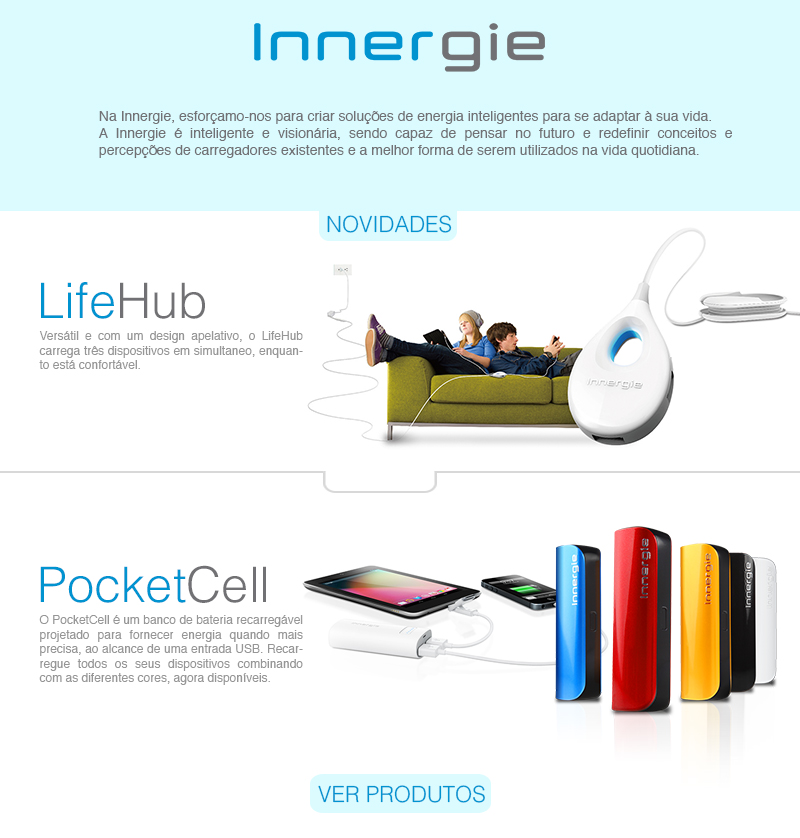 Innergie
Na Innergie, esforçamo-nos para criar soluções de energia inteligentes para se adaptar à sua vida.
A Innergie é inteligente e visionária, sendo capaz de pensar no futuro e redefinir conceitos e
percepções de carregadores existentes e a melhor forma de serem utilizados na vida quotidiana.
NOVIDADES
LifeHub
Versátil e com um design apelativo, o LifeHub
carrega três dispositivos em simultaneo, enquan-
to está confortável.
Innergie
PocketCell
O PocketCell é um banco de bateria recarregável
projetado para fornecer energia quando mais
precisa, ao alcance de uma entrada USB. Recar-
regue todos os seus dispositivos combinando
com as diferentes cores, agora disponíveis.
Innergie
Innergie
Innergie
Innergie
VER PRODUTOS